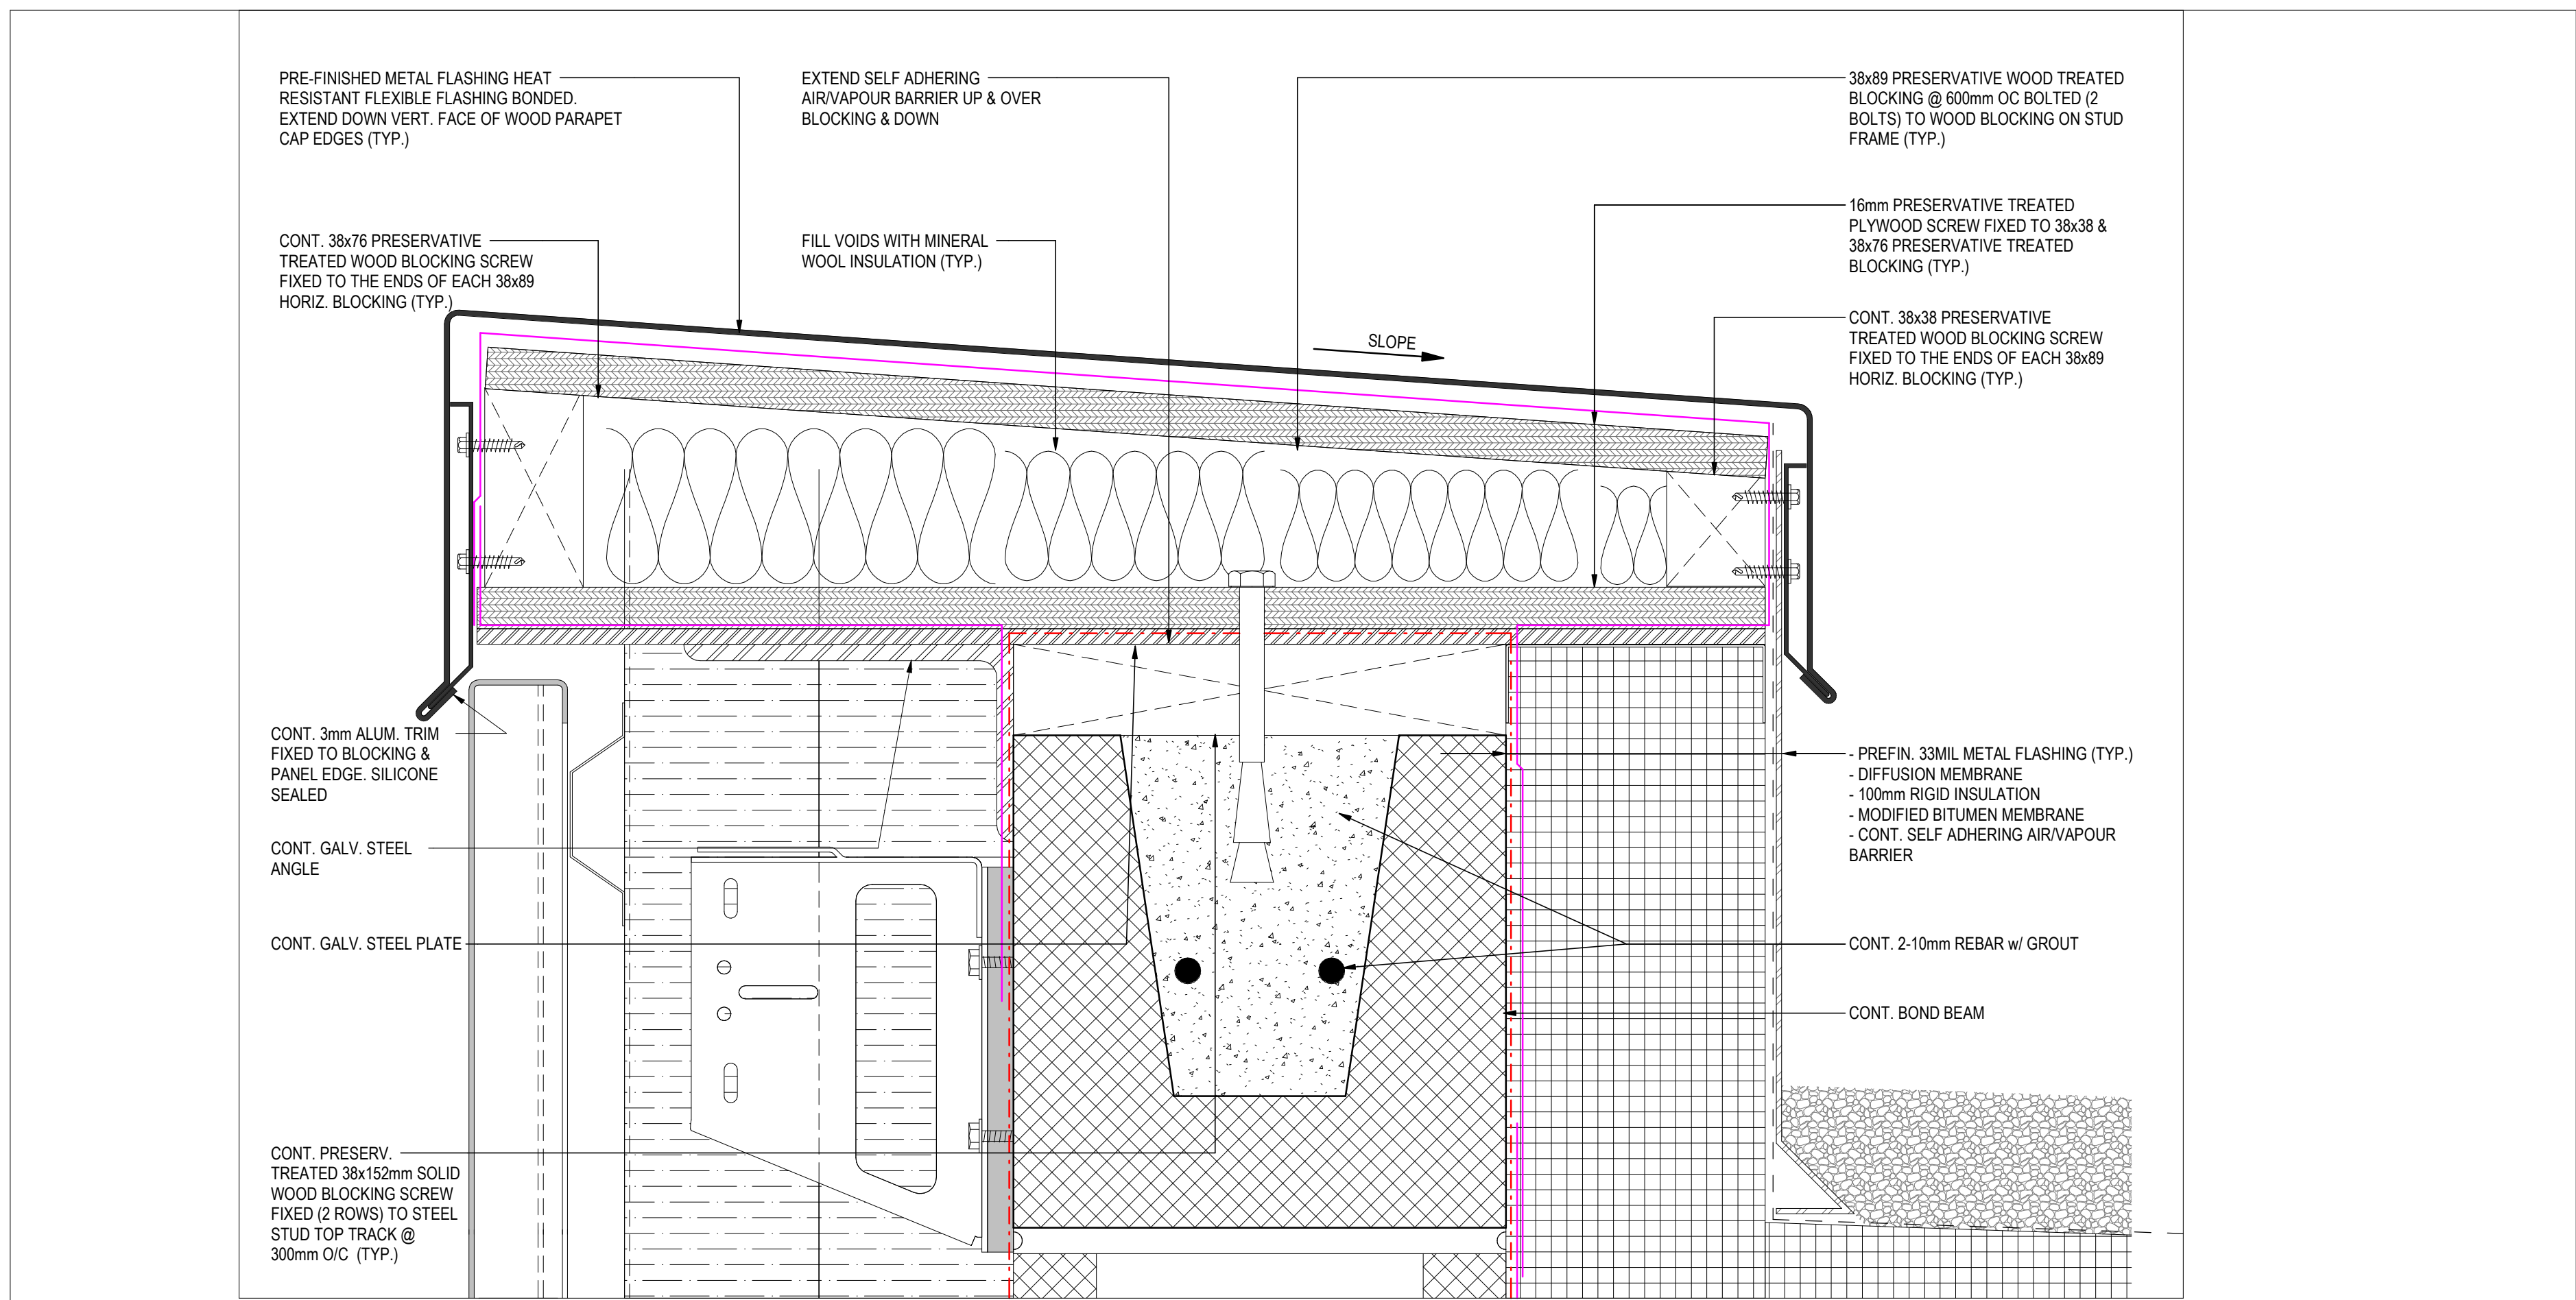 PRE-FINISHED METAL FLASHING HEAT
RESISTANT FLEXIBLE FLASHING BONDED.
EXTEND DOWN VERT. FACE OF WOOD PARAPET
CAP EDGES (TYP.)
EXTEND SELF ADHERING
AIR/VAPOUR BARRIER UP & OVER
BLOCKING & DOWN
38x89 PRESERVATIVE WOOD TREATED
BLOCKING @ 600mm OC BOLTED (2
BOLTS) TO WOOD BLOCKING ON STUD
FRAME (TYP.)
CONT. 38x76 PRESERVATIVE
TREATED WOOD BLOCKING SCREW
FIXED TO THE ENDS OF EACH 38x89
HORIZ. BLOCKING (TYP.)
FILL VOIDS WITH MINERAL
WOOL INSULATION (TYP.)
16mm PRESERVATIVE TREATED
PLYWOOD SCREW FIXED TO 38x38 &
38x76 PRESERVATIVE TREATED
BLOCKING (TYP.)
SLOPE
CONT. 38x38 PRESERVATIVE
TREATED WOOD BLOCKING SCREW
FIXED TO THE ENDS OF EACH 38x89
HORIZ. BLOCKING (TYP.)
CONT. 3mm ALUM. TRIM
FIXED TO BLOCKING &
PANEL EDGE. SILICONE
SEALED
CONT. GALV. STEEL
ANGLE
CONT. GALV. STEEL PLATE
CONT. PRESERV.
TREATED 38x152mm SOLID
WOOD BLOCKING SCREW
FIXED (2 ROWS) TO STEEL
STUD TOP TRACK @
300mm O/C (TYP.)
- PREFIN. 33MIL METAL FLASHING (TYP.)
- DIFFUSION MEMBRANE
- 100mm RIGID INSULATION
- MODIFIED BITUMEN MEMBRANE
- CONT. SELF ADHERING AIR/VAPOUR
BARRIER
CONT. 2-10mm REBAR w/ GROUT
CONT. BOND BEAM